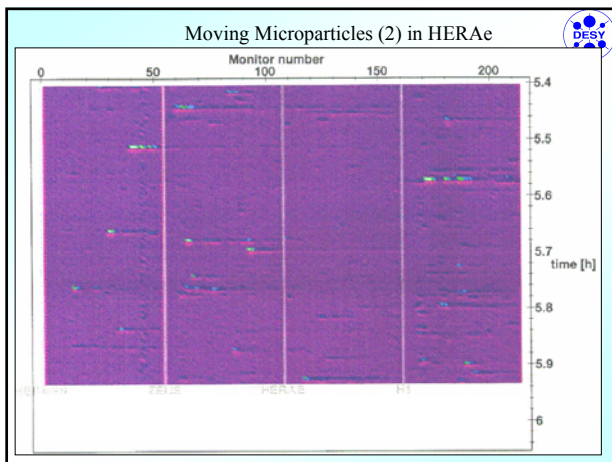 Moving Microparticles (2) in HERAe
DESY
Monitor number
0 50 100 150 200
5.4
5.5
5.6
5.7
time [h]
5.8
5.9
6
ZEUS HERA-B H1